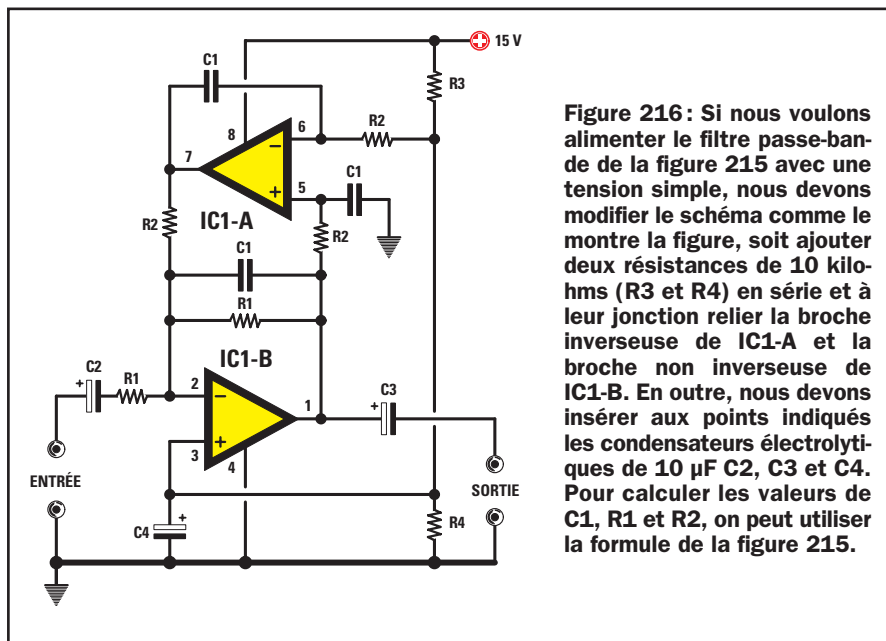 15 V
C1
R3
8
6
R2
7
5
C1
R2
IC1-A
R2
C1
R1
IC1-B
C2
+
R1
2
1
C3
+
3
4
ENTRÉE
SORTIE
+
C4
R4
Figure 216 : Si nous voulons
alimenter le filtre passe-ban-
de de la figure 215 avec une
tension simple, nous devons
modifier le schéma comme le
montre la figure, soit ajouter
deux résistances de 10 kilo-
hms (R3 et R4) en série et à
leur jonction relier la broche
inverseuse de IC1-A et la
broche non inverseuse de
IC1-B. En outre, nous devons
insérer aux points indiqués
les condensateurs électrolyti-
ques de 10 µF C2, C3 et C4.
Pour calculer les valeurs de
C1, R1 et R2, on peut utiliser
la formule de la figure 215.